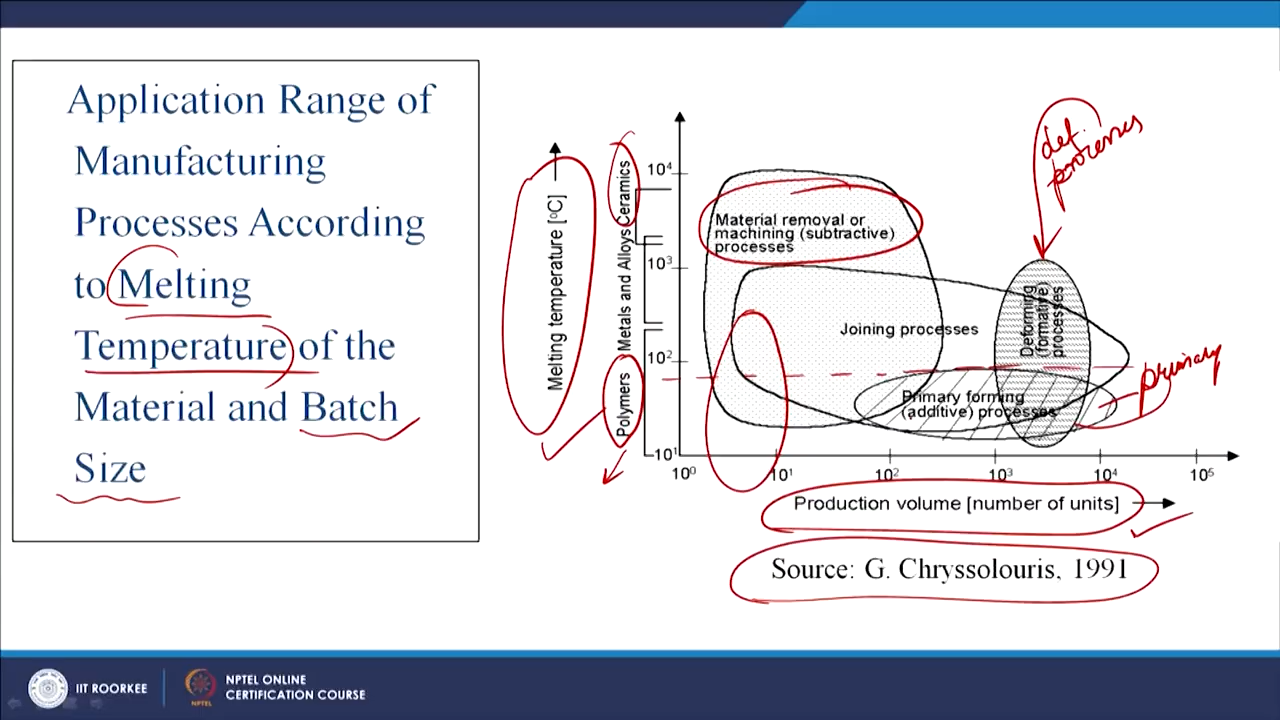 Application Range of
Manufacturing
Processes According
to Melting
Temperature of the
Material and Batch
Size
Melting temperature [⁰C]
Polymers
Metals and Alloys
Ceramics
10⁴
10³
10²
10¹
10⁰
10¹
10²
10³
10⁴
10⁵
Material removal or
machining (subtractive)
processes
Joining processes
Deforming
(formative)
processes
Primary forming
(additive) processes
def.
processes
primary
Production volume [number of units]
Source: G. Chryssolouris, 1991
IIT ROORKEE
NPTEL
NPTEL ONLINE
CERTIFICATION COURSE